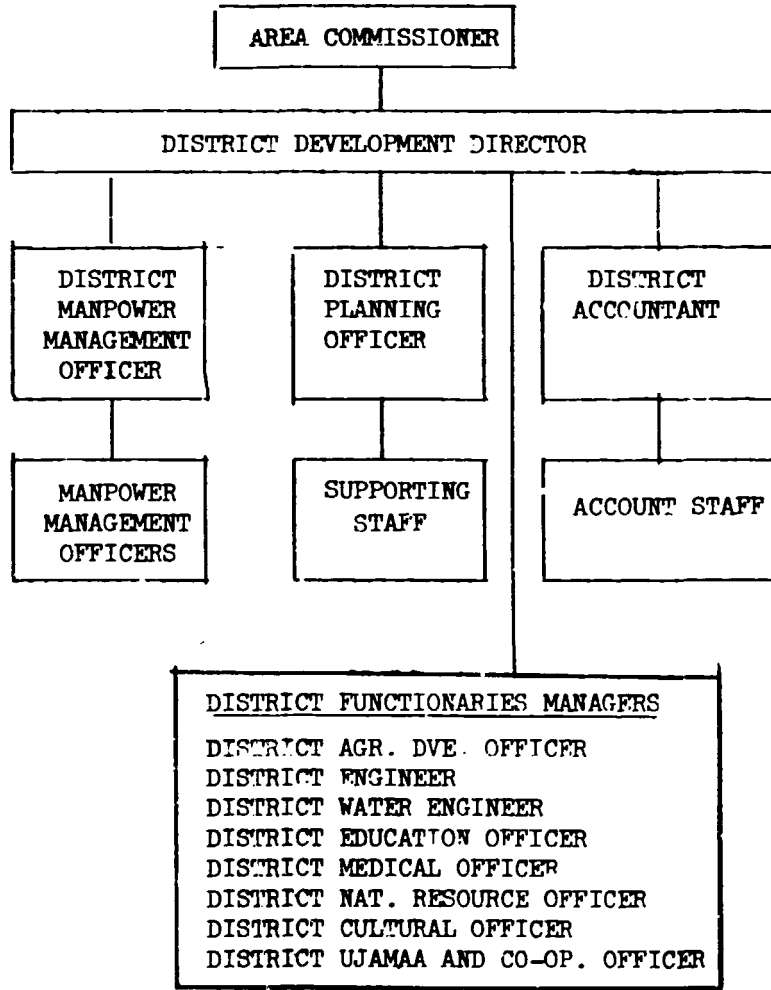 AREA COMMISSIONER
DISTRICT DEVELOPMENT DIRECTOR
DISTRICT
MANPOWER
MANAGEMENT
OFFICER
DISTRICT
PLANNING
OFFICER
DISTRICT
ACCOUNTANT
MANPOWER
MANAGEMENT
OFFICERS
SUPPORTING
STAFF
ACCOUNT STAFF
DISTRICT FUNCTIONARIES MANAGERS
DISTRICT AGR. DVE. OFFICER
DISTRICT ENGINEER
DISTRICT WATER ENGINEER
DISTRICT EDUCATION OFFICER
DISTRICT MEDICAL OFFICER
DISTRICT NAT. RESOURCE OFFICER
DISTRICT CULTURAL OFFICER
DISTRICT UJAMAA AND CO-OP. OFFICER